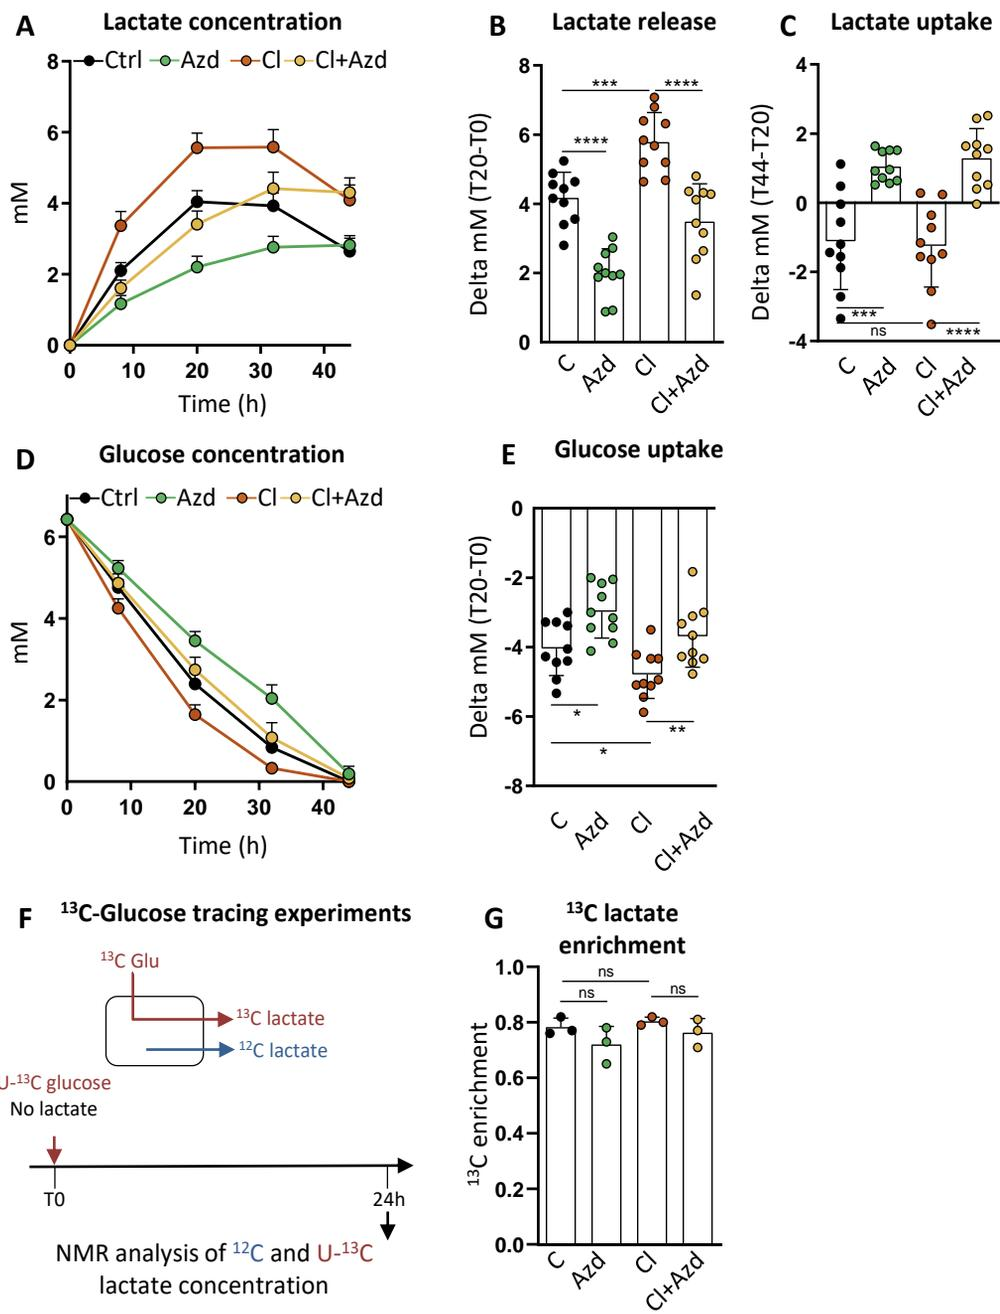 A Lactate concentration
Ctrl Azd Cl Cl+Azd
8
6
4
2
0
mM
0 10 20 30 40
Time (h)
B Lactate release
*** ****
****
8
6
4
2
0
Delta mM (T20-T0)
C Azd Cl Cl+Azd
C Lactate uptake
4
2
0
-2
-4
Delta mM (T44-T20)
***
ns ****
C Azd Cl Cl+Azd
D Glucose concentration
Ctrl Azd Cl Cl+Azd
6
4
2
0
mM
0 10 20 30 40
Time (h)
E Glucose uptake
0
-2
-4
-6
-8
Delta mM (T20-T0)
*
**
*
C Azd Cl Cl+Azd
F ¹³C-Glucose tracing experiments
¹³C Glu
¹³C lactate
¹²C lactate
U-¹³C glucose
No lactate
T0 24h
NMR analysis of ¹²C and U-¹³C
lactate concentration
G ¹³C lactate
enrichment
1.0
0.8
0.6
0.4
0.2
0.0
¹³C enrichment
ns
ns ns
C Azd Cl Cl+Azd